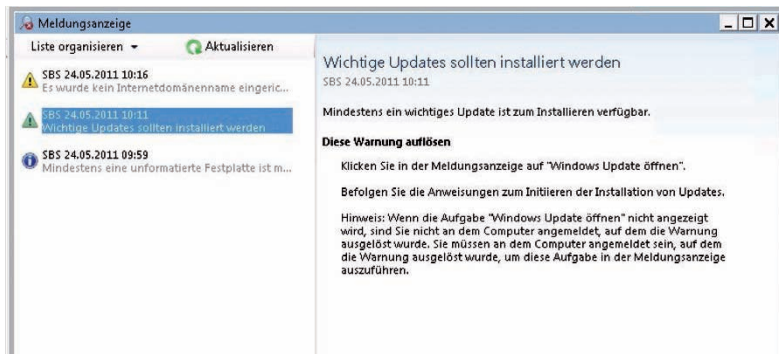 Meldungsanzeige
Liste organisieren
Aktualisieren
SBS 24.05.2011 10:16
Es wurde kein Internetdomänenname eingeric...
SBS 24.05.2011 10:11
Wichtige Updates sollten installiert werden
SBS 24.05.2011 09:59
Mindestens eine unformatierte Festplatte ist m...
Wichtige Updates sollten installiert werden
SBS 24.05.2011 10:11
Mindestens ein wichtiges Update ist zum Installieren verfügbar.
Diese Warnung auflösen
Klicken Sie in der Meldungsanzeige auf "Windows Update öffnen".
Befolgen Sie die Anweisungen zum Initiieren der Installation von Updates.
Hinweis: Wenn die Aufgabe "Windows Update öffnen" nicht angezeigt
wird, sind Sie nicht an dem Computer angemeldet, auf dem die Warnung
ausgelöst wurde. Sie müssen an dem Computer angemeldet sein, auf dem
die Warnung ausgelöst wurde, um diese Aufgabe in der Meldungsanzeige
auszuführen.